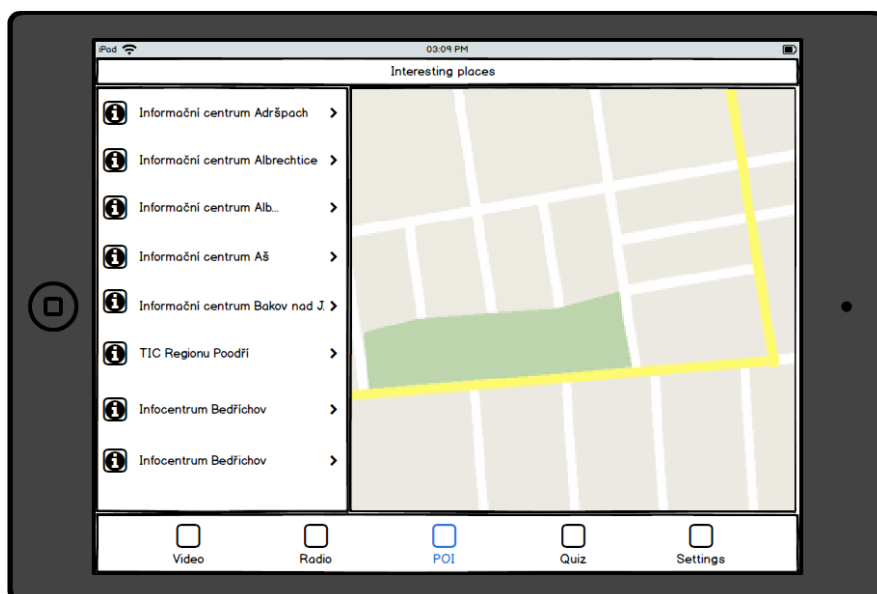 iPad
03:09 PM
Interesting places
Informační centrum Adršpach
Informační centrum Albrechtice
Informační centrum Alb...
Informační centrum Aš
Informační centrum Bakov nad J.
TIC Regionu Poodří
Infocentrum Bedřichov
Infocentrum Bedřichov
Video
Radio
POI
Quiz
Settings